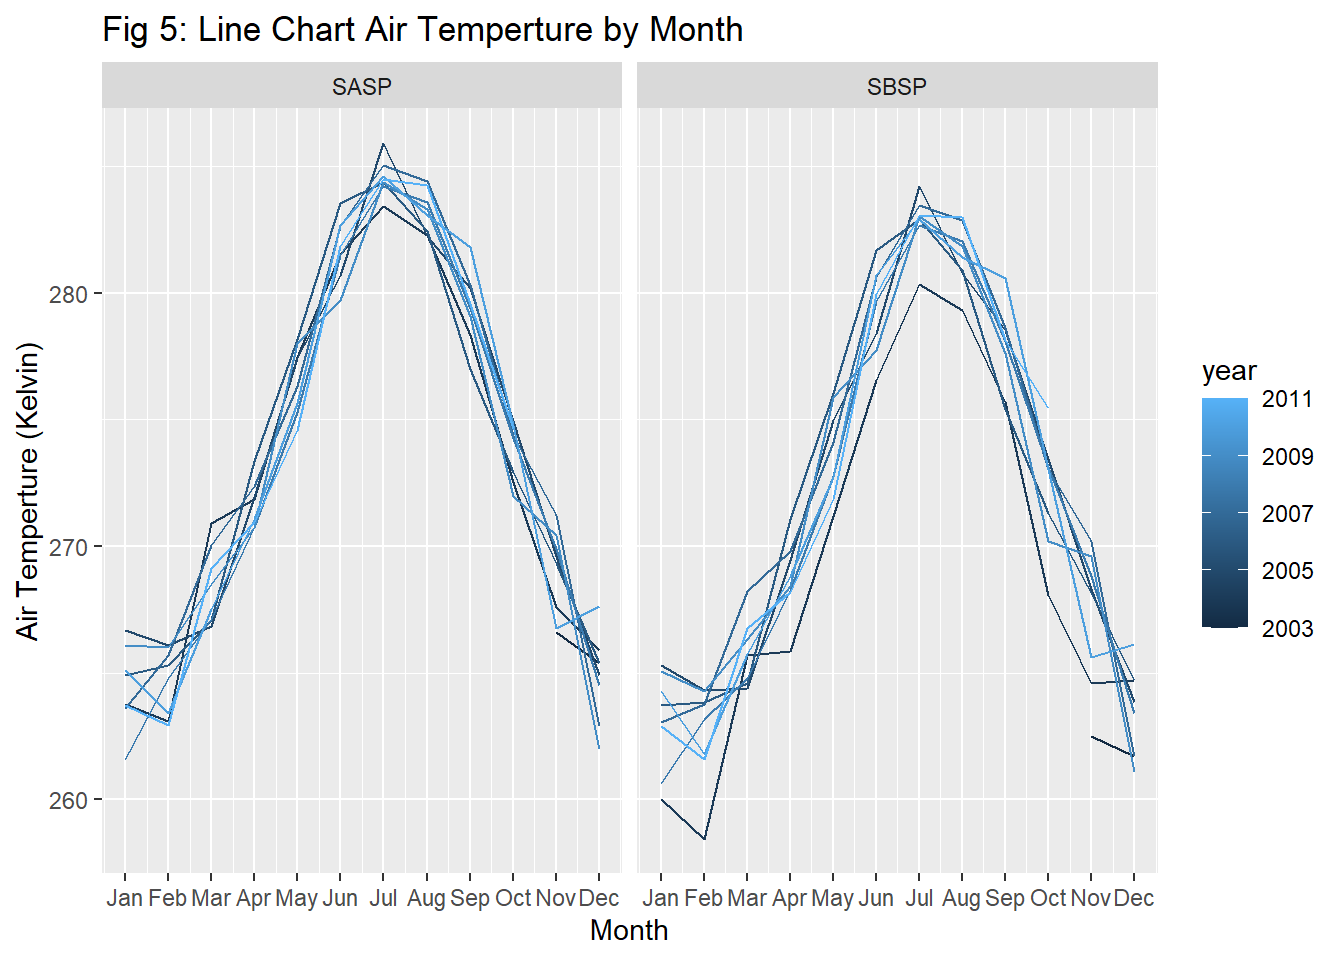 Fig 5: Line Chart Air Temperture by Month
SASP
SBSP
Air Temperture (Kelvin)
280
270
260
Jan Feb Mar Apr May Jun Jul Aug Sep Oct Nov Dec
Jan Feb Mar Apr May Jun Jul Aug Sep Oct Nov Dec
Month
year
2011
2009
2007
2005
2003